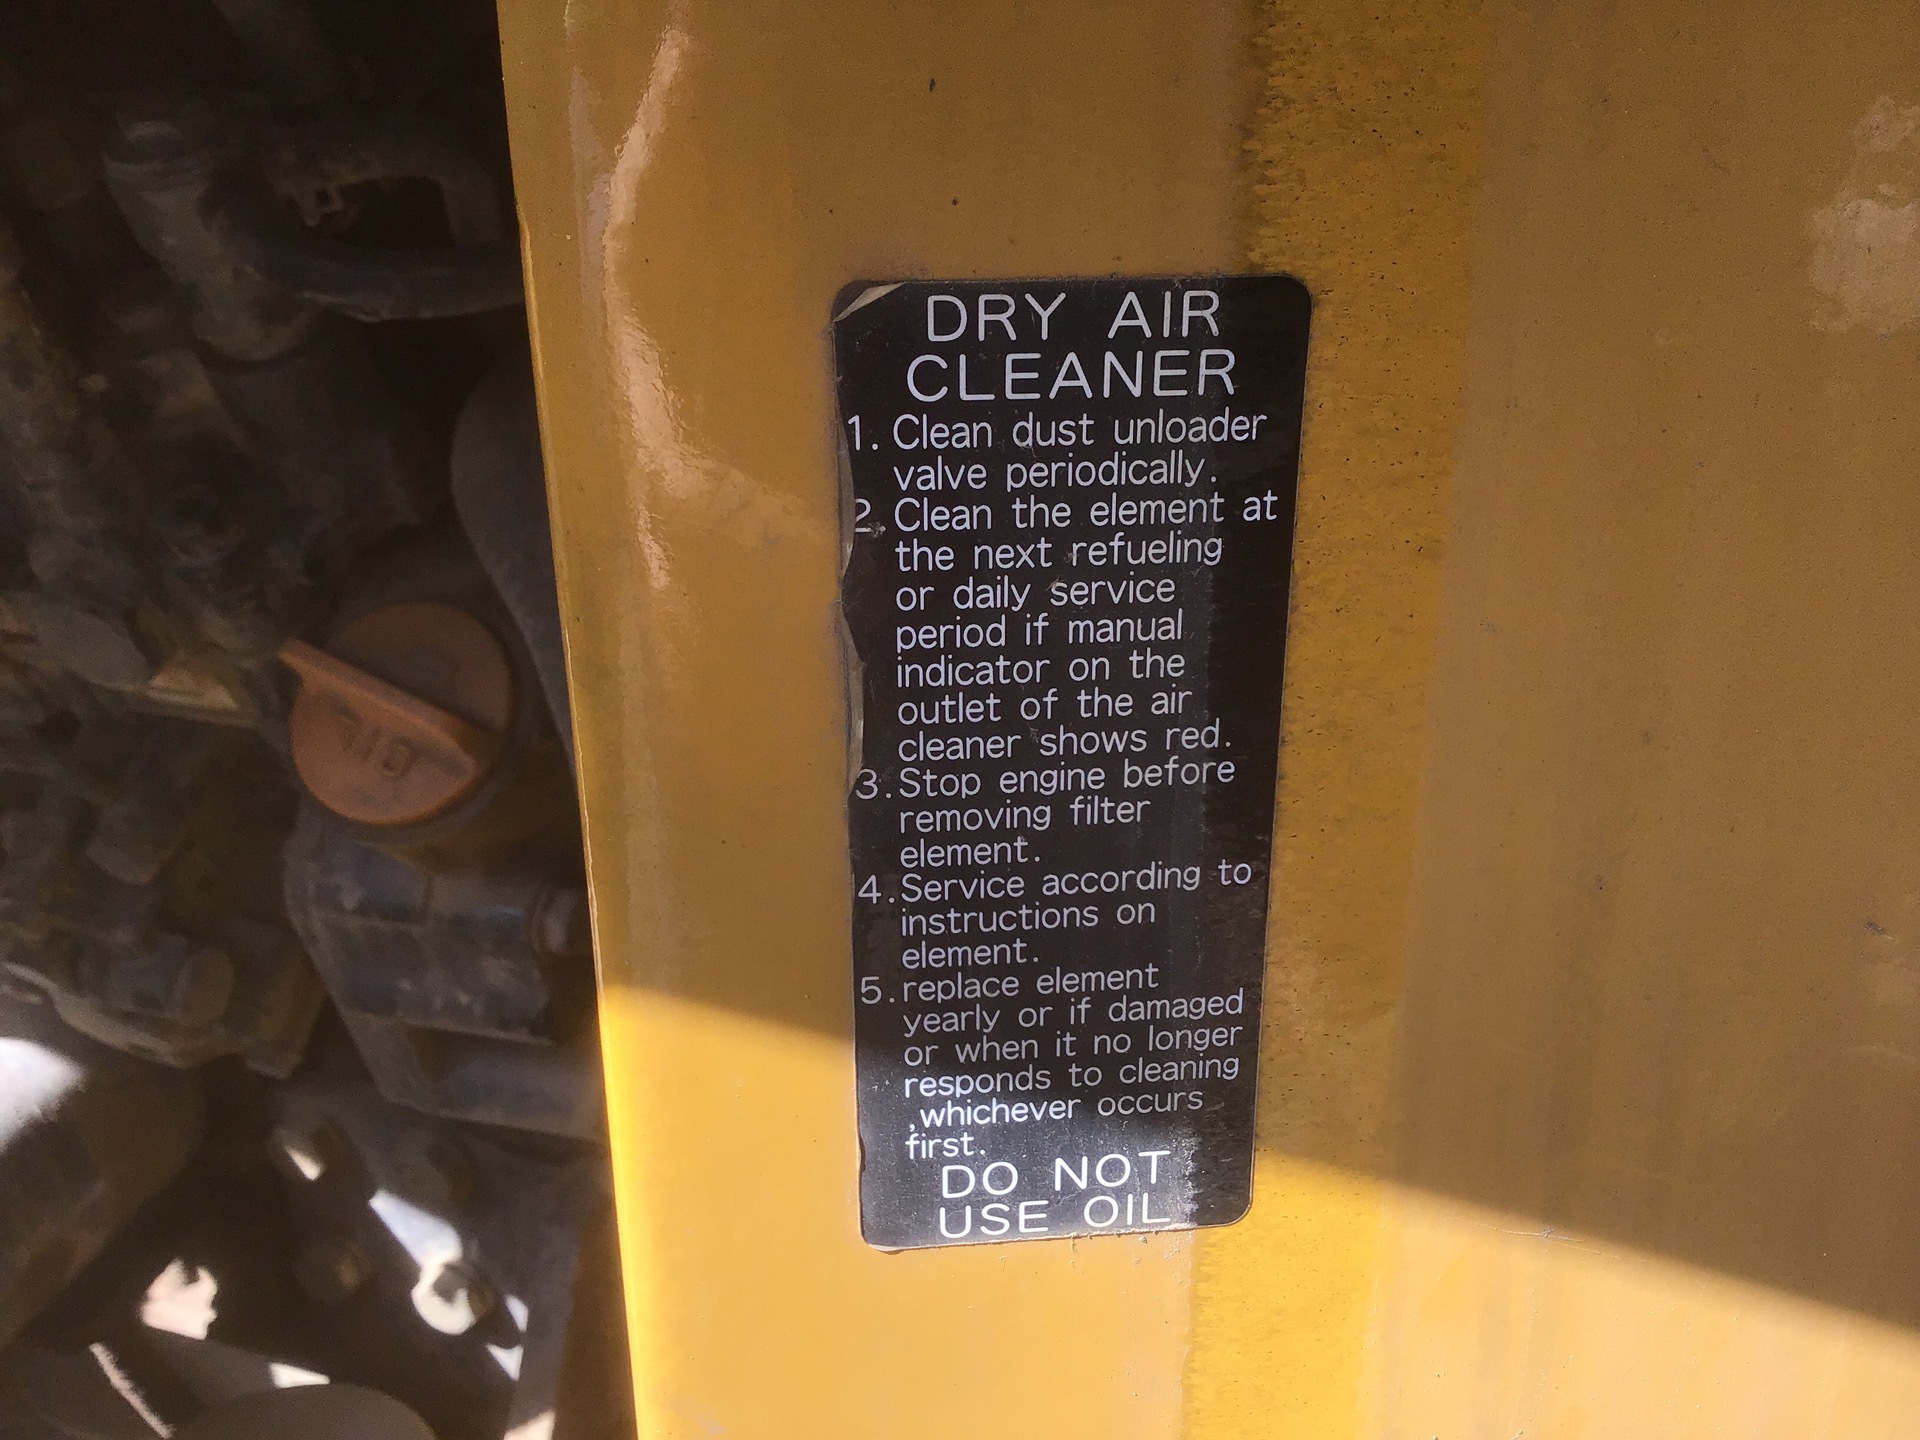 DRY AIR
CLEANER
1. Clean dust unloader
valve periodically.
2. Clean the element at
the next refueling
or daily service
period if manual
indicator on the
outlet of the air
cleaner shows red.
3. Stop engine before
removing filter
element.
4. Service according to
instructions on
element.
5. replace element
yearly or if damaged
or when it no longer
responds to cleaning
,whichever occurs
first.
DO NOT
USE OIL
OIL